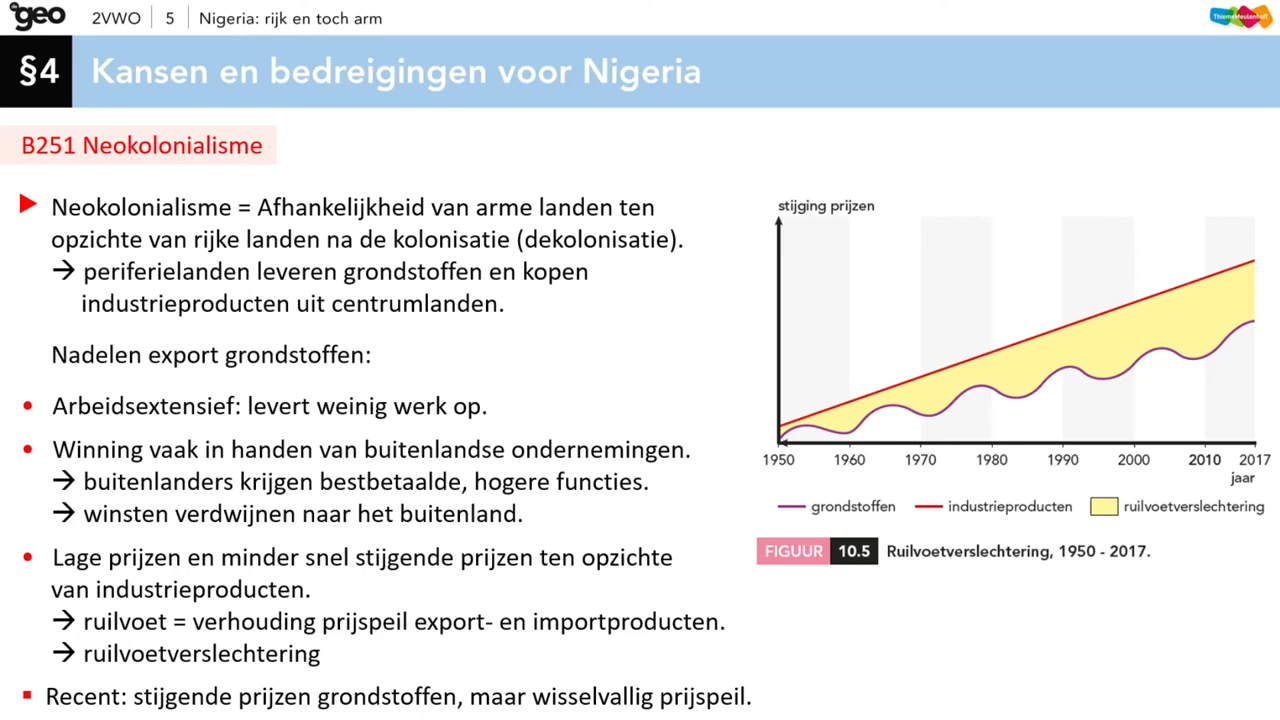 geo 2VWO 5 Nigeria: rijk en toch arm
ThiemeMeulenhoff
§4 Kansen en bedreigingen voor Nigeria
B251 Neokolonialisme
Neokolonialisme = Afhankelijkheid van arme landen ten
opzichte van rijke landen na de kolonisatie (dekolonisatie).
→ periferielanden leveren grondstoffen en kopen
industrieproducten uit centrumlanden.
Nadelen export grondstoffen:
• Arbeidsextensief: levert weinig werk op.
• Winning vaak in handen van buitenlandse ondernemingen.
→ buitenlanders krijgen bestbetaalde, hogere functies.
→ winsten verdwijnen naar het buitenland.
• Lage prijzen en minder snel stijgende prijzen ten opzichte
van industrieproducten.
→ ruilvoet = verhouding prijspeil export- en importproducten.
→ ruilvoetverslechtering
▪ Recent: stijgende prijzen grondstoffen, maar wisselvallig prijspeil.
stijging prijzen
1950 1960 1970 1980 1990 2000 2010 2017
jaar
grondstoffen industrieproducten ruilvoetverslechtering
FIGUUR 10.5 Ruilvoetverslechtering, 1950 - 2017.